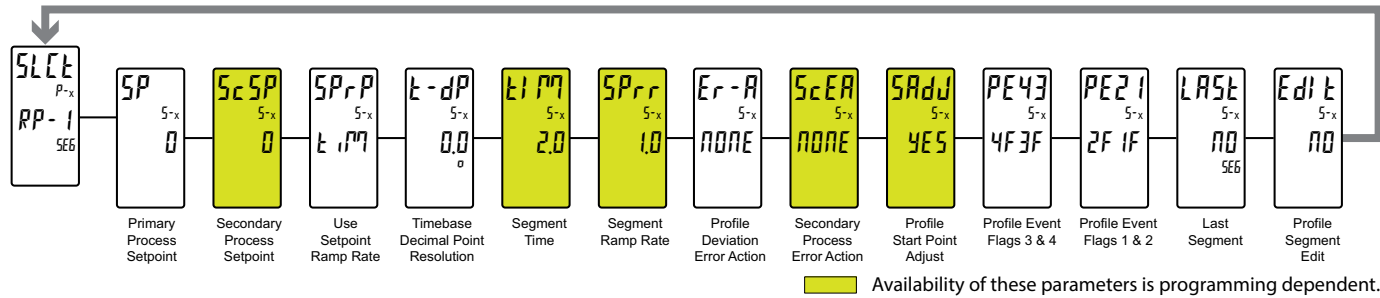 SLCt
P-x
RP-1
SEG
SP
S-x
0
Primary
Process
Setpoint
ScSP
S-x
0
Secondary
Process
Setpoint
SPrP
S-x
tiM
Use
Setpoint
Ramp Rate
t-dP
S-x
0.0
Timebase
Decimal Point
Resolution
tIM
S-x
2.0
Segment
Time
SPrr
S-x
1.0
Segment
Ramp Rate
Er-A
S-x
NONE
Profile
Deviation
Error Action
ScEA
S-x
NONE
Secondary
Process
Error Action
SAdJ
S-x
YES
Profile
Start Point
Adjust
PE43
S-x
4F3F
Profile Event
Flags 3 & 4
PE21
S-x
2F1F
Profile Event
Flags 1 & 2
LASt
S-x
NO
SEG
Last
Segment
EdIt
S-x
NO
Profile
Segment
Edit
Availability of these parameters is programming dependent.